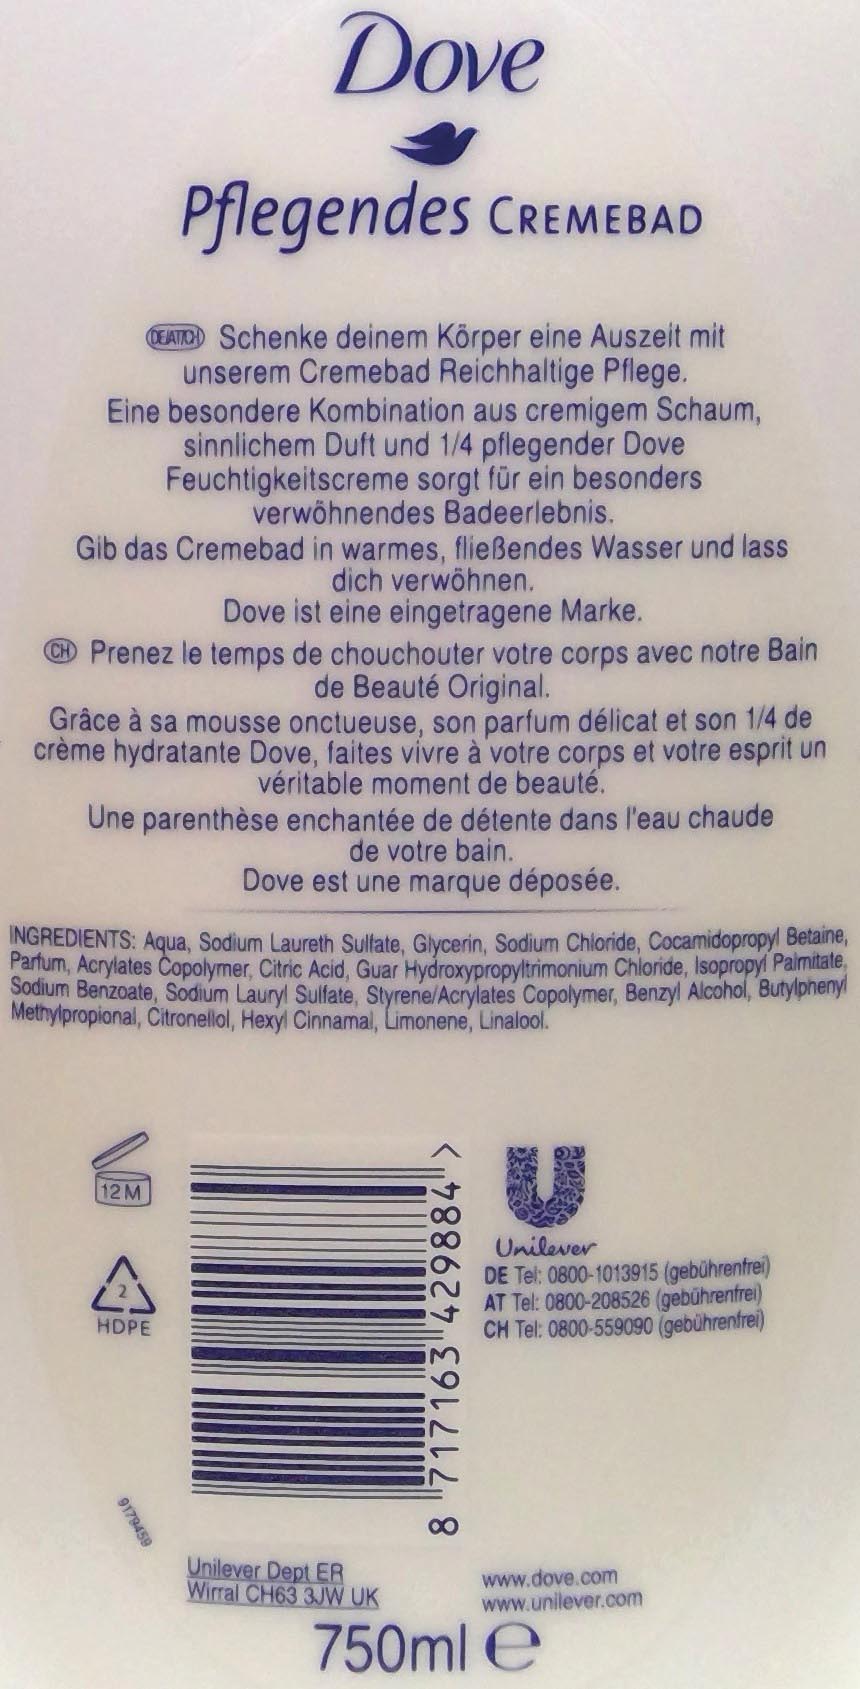 Dove
Pflegendes CREMEBAD
DE/AT/CH Schenke deinem Körper eine Auszeit mit
unserem Cremebad Reichhaltige Pflege.
Eine besondere Kombination aus cremigem Schaum,
sinnlichem Duft und 1/4 pflegender Dove
Feuchtigkeitscreme sorgt für ein besonders
verwöhnendes Badeerlebnis.
Gib das Cremebad in warmes, fließendes Wasser und lass
dich verwöhnen.
Dove ist eine eingetragene Marke.
CH Prenez le temps de chouchouter votre corps avec notre Bain
de Beauté Original.
Grâce à sa mousse onctueuse, son parfum délicat et son 1/4 de
crème hydratante Dove, faites vivre à votre corps et votre esprit un
véritable moment de beauté.
Une parenthèse enchantée de détente dans l'eau chaude
de votre bain.
Dove est une marque déposée.
INGREDIENTS: Aqua, Sodium Laureth Sulfate, Glycerin, Sodium Chloride, Cocamidopropyl Betaine,
Parfum, Acrylates Copolymer, Citric Acid, Guar Hydroxypropyltrimonium Chloride, Isopropyl Palmitate,
Sodium Benzoate, Sodium Lauryl Sulfate, Styrene/Acrylates Copolymer, Benzyl Alcohol, Butylphenyl
Methylpropional, Citronellol, Hexyl Cinnamal, Limonene, Linalool.
12M
2
HDPE
8 717163 429884 >
Unilever
DE Tel: 0800-1013915 (gebührenfrei)
AT Tel: 0800-208526 (gebührenfrei)
CH Tel: 0800-559090 (gebührenfrei)
9179459
Unilever Dept ER
Wirral CH63 3JW UK
www.dove.com
www.unilever.com
750ml e